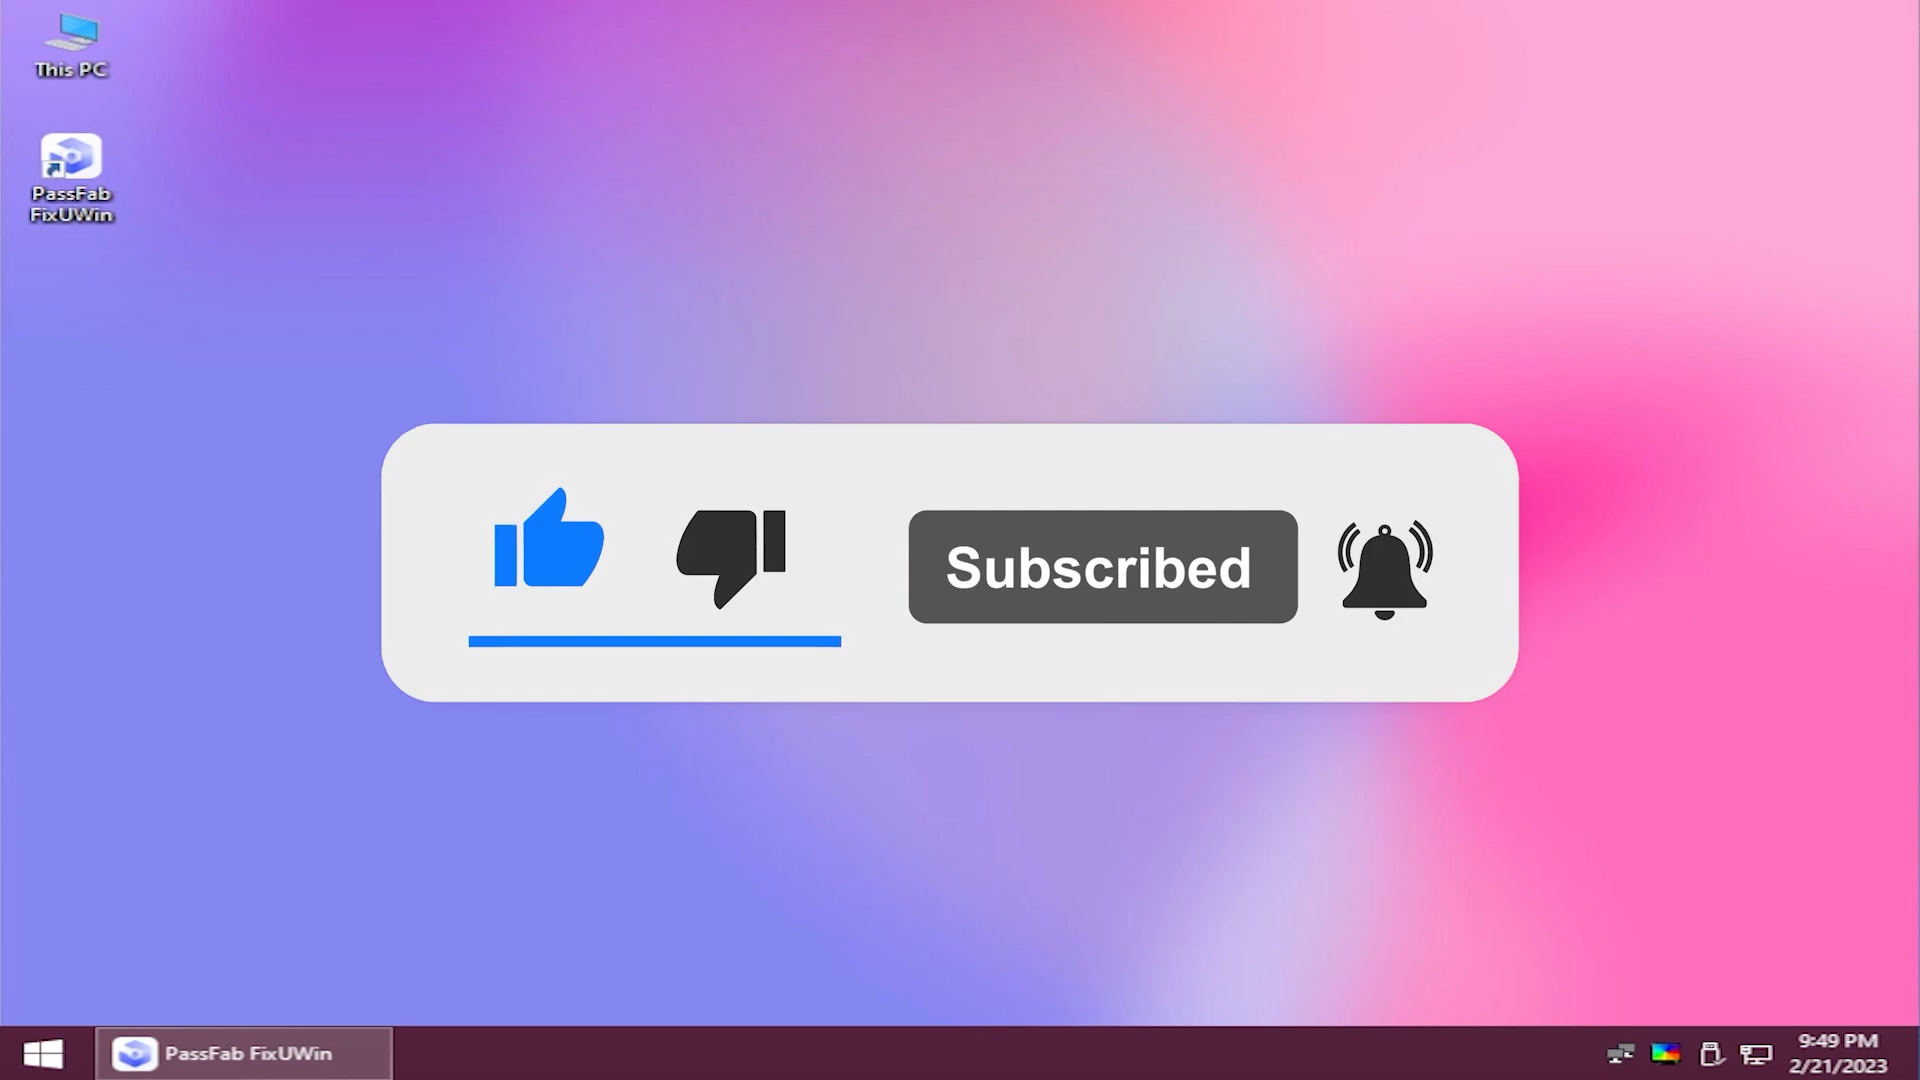 This PC
PassFab
FixUWin
Subscribed
PassFab FixUWin
9:49 PM
2/21/2023